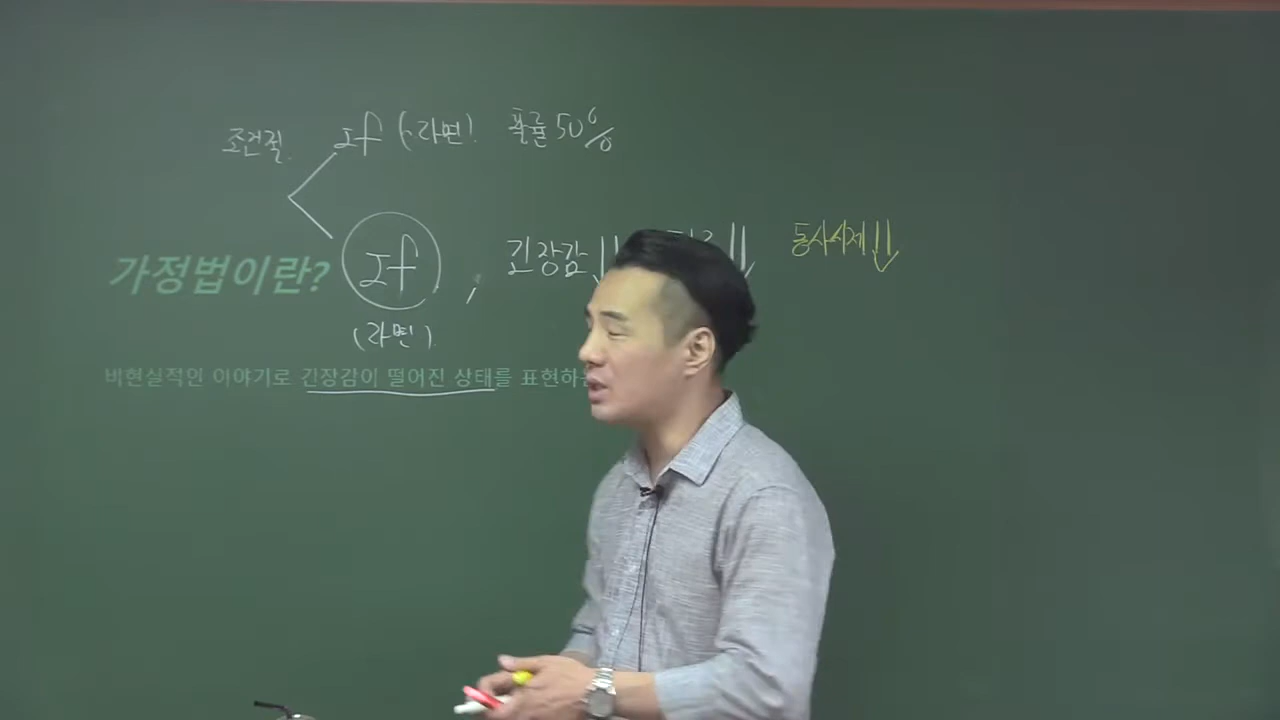 조건절. If (~라면) 확률 50%
가정법이란? If , 긴장감 동사시제
(라면).
비현실적인 이야기로 긴장감이 떨어진 상태를 표현하는